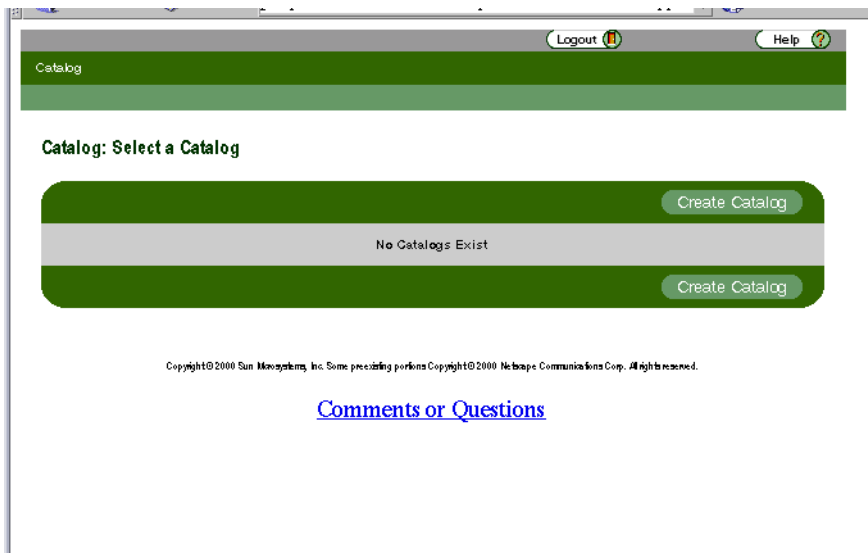 Logout
Help
Catalog
Catalog: Select a Catalog
Create Catalog
No Catalogs Exist
Create Catalog
Copyright © 2000 Sun Microsystems, Inc. Some preexisting portions Copyright © 2000 Netscape Communications Corp. All rights reserved.
Comments or Questions